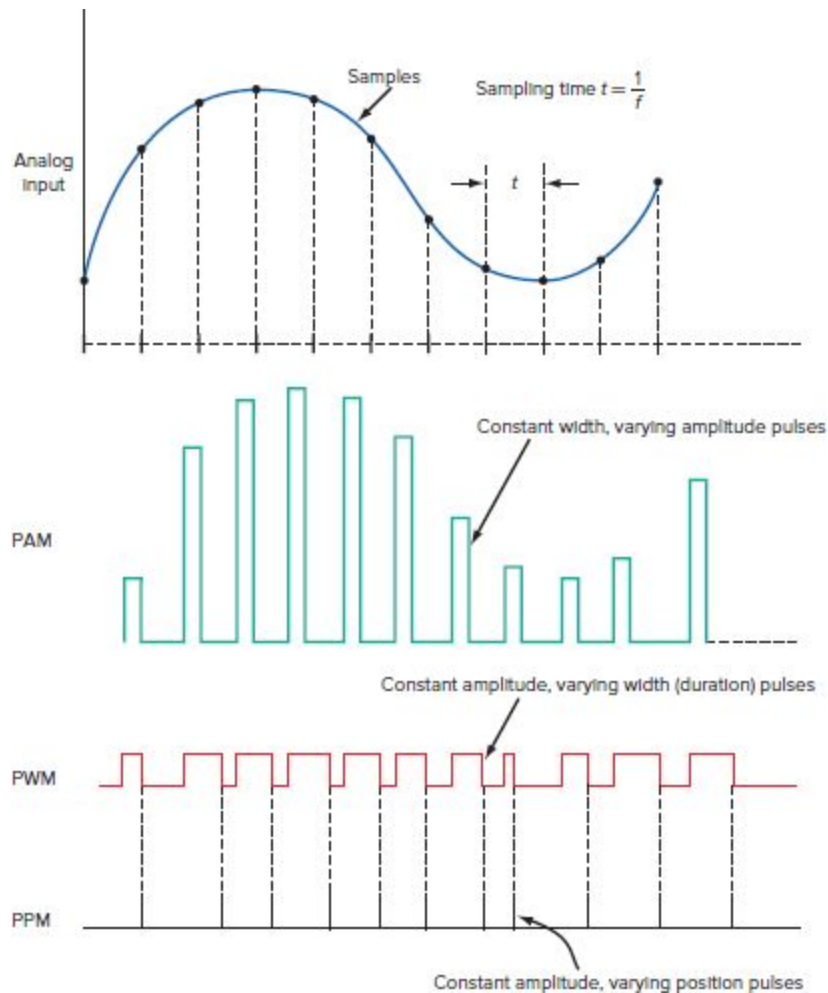 Samples
Sampling time t = 1/f
Analog
input
t
Constant width, varying amplitude pulses
PAM
Constant amplitude, varying width (duration) pulses
PWM
PPM
Constant amplitude, varying position pulses